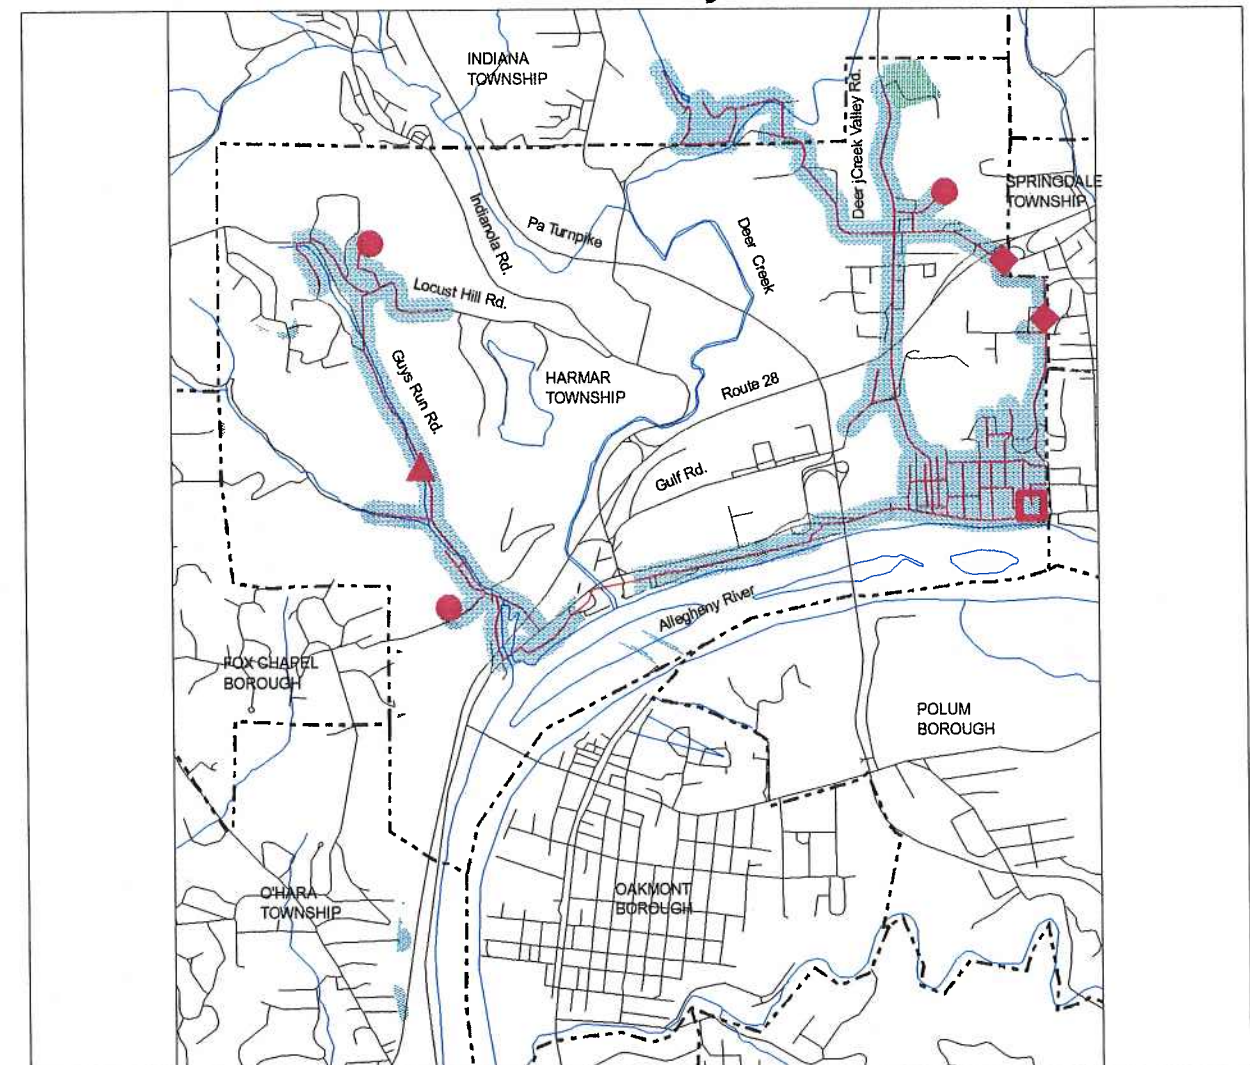 INDIANA
TOWNSHIP
Deer jCreek Valley Rd.
SPRINGDALE
TOWNSHIP
Indianola Rd.
Pa Turnpike
Deer Creek
Locust Hill Rd.
Guys Run Rd.
HARMAR
TOWNSHIP
Route 28
Gulf Rd.
Allegheny River
FOX CHAPEL
BOROUGH
POLUM
BOROUGH
O'HARA
TOWNSHIP
OAKMONT
BOROUGH